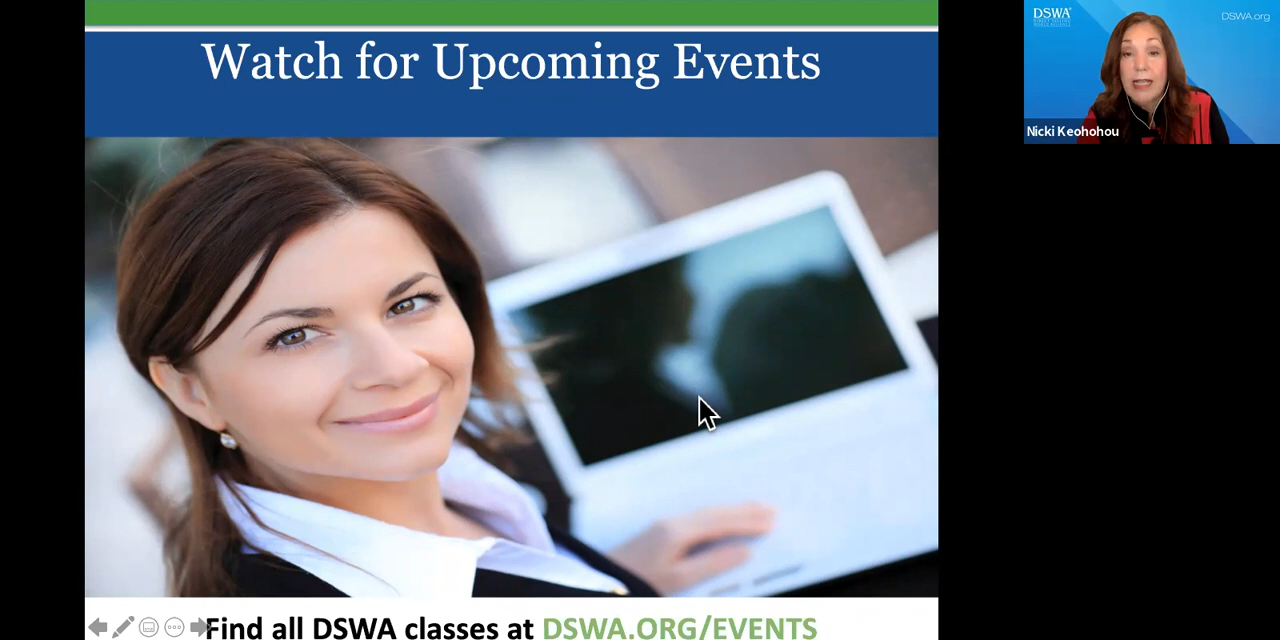 Watch for Upcoming Events
DSWA
DSWA.org
Nicki Keohohou
Find all DSWA classes at DSWA.ORG/EVENTS